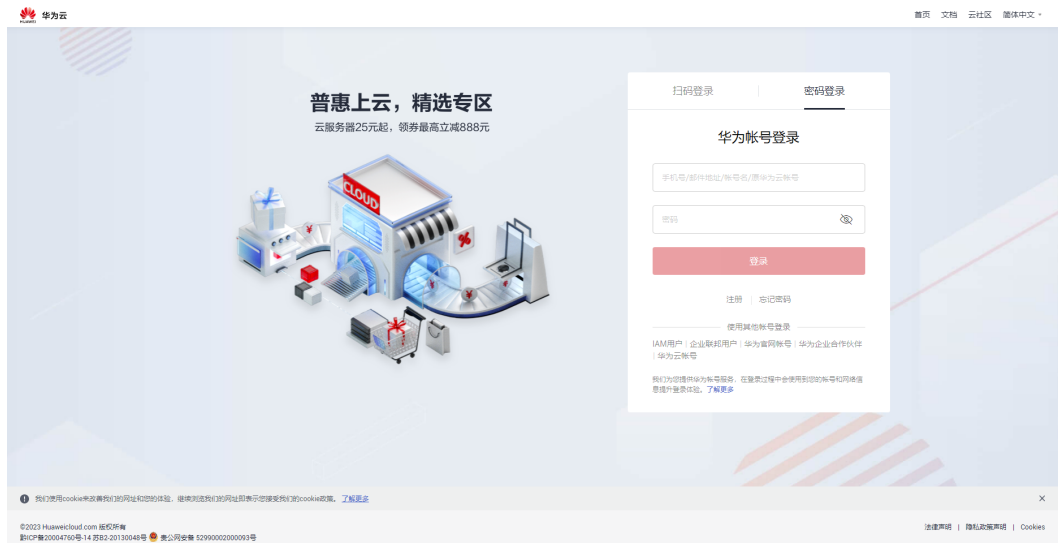 HUAWEI
华为云
首页 文档 云社区 简体中文
普惠上云，精选专区
云服务器25元起，领券最高立减888元
CLOUD
¥
%
¥
¥
扫码登录 密码登录
华为帐号登录
手机号/邮件地址/帐号名/原华为云帐号
密码
登录
注册 | 忘记密码
使用其他帐号登录
IAM用户 | 企业联邦用户 | 华为官网帐号 | 华为企业合作伙伴
| 华为云帐号
我们为您提供华为帐号服务，在登录过程中会使用到您的帐号和网络信
息提升登录体验。了解更多
我们使用cookie来改善我们的网站和您的体验，继续浏览我们的网站即表示您接受我们的cookie政策。 了解更多
©2023 Huaweicloud.com 版权所有
黔ICP备20004760号-14 苏B2-20130048号 贵公网安备 52990002000093号
法律声明 | 隐私政策声明 | Cookies